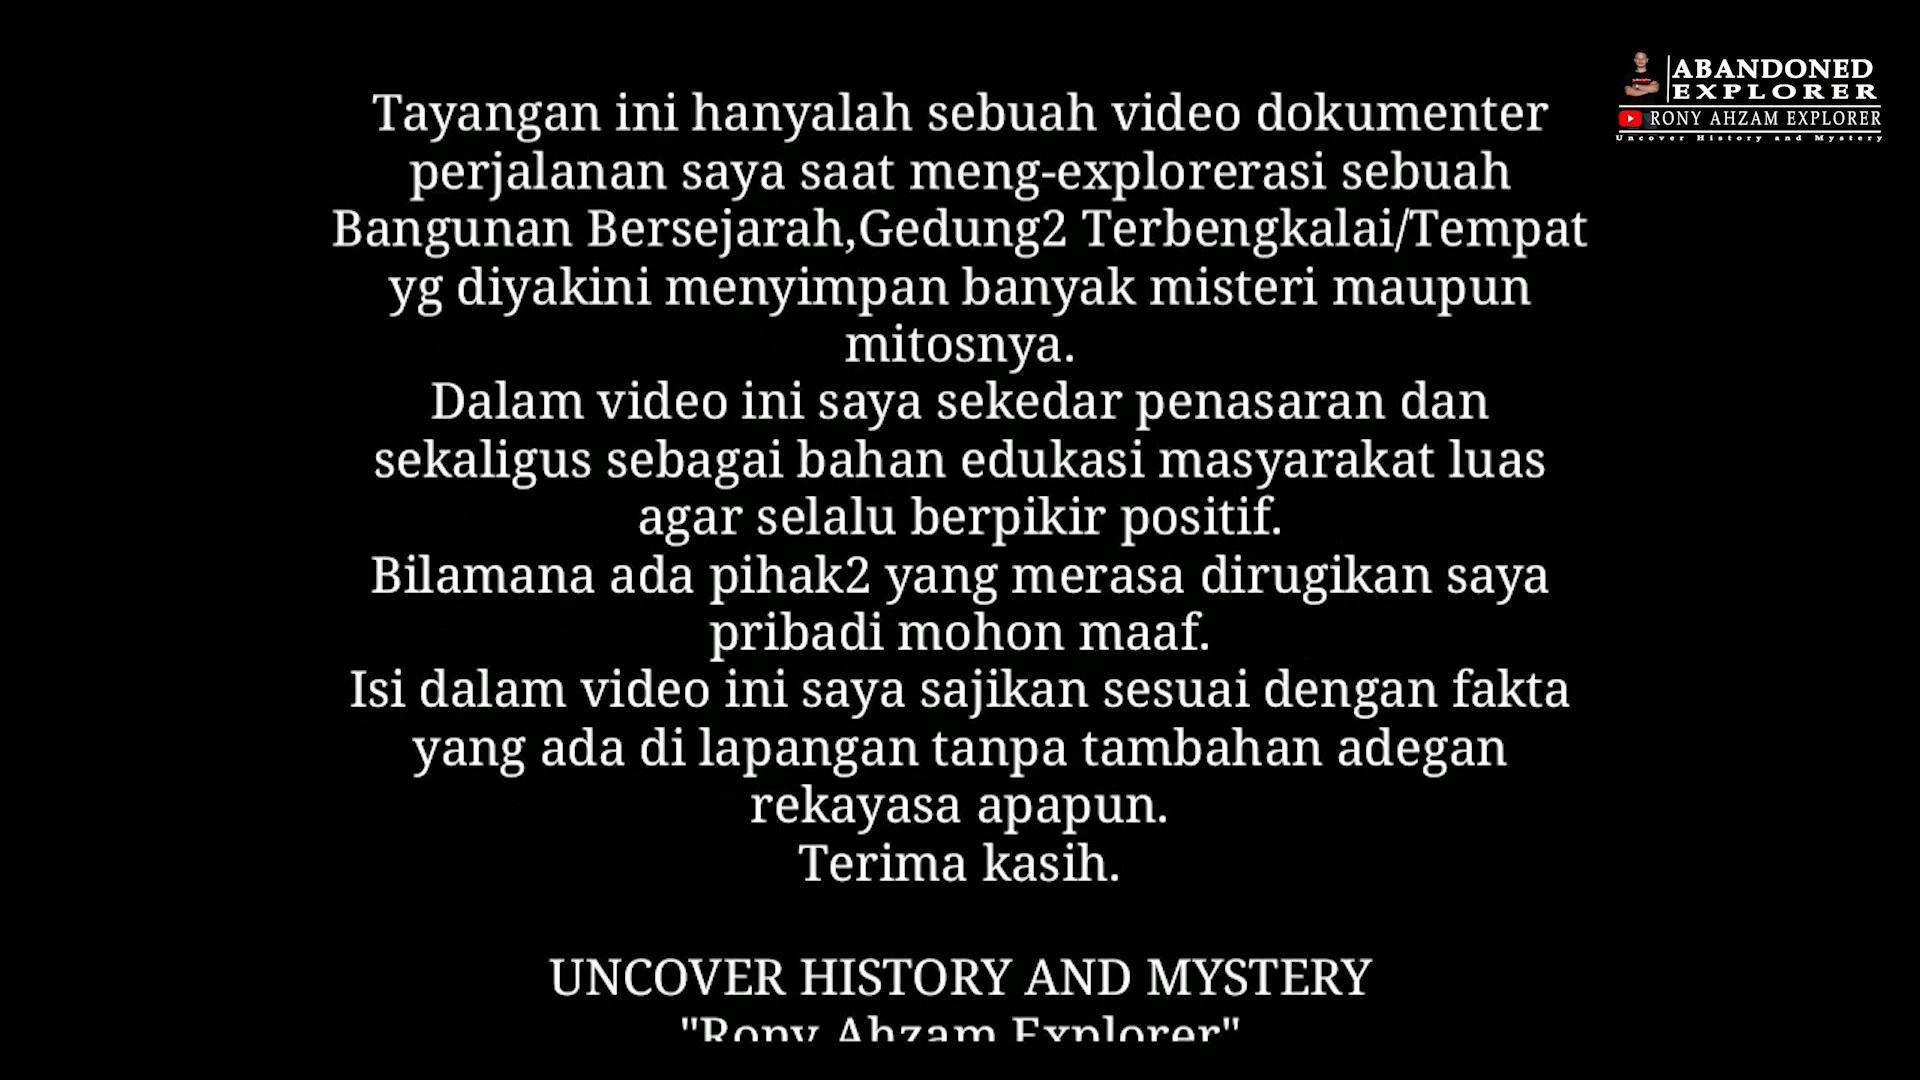 ABANDONED
EXPLORER
RONY AHZAM EXPLORER
Uncover History and Mystery
Tayangan ini hanyalah sebuah video dokumenter
perjalanan saya saat meng-explorerasi sebuah
Bangunan Bersejarah,Gedung2 Terbengkalai/Tempat
yg diyakini menyimpan banyak misteri maupun
mitosnya.
Dalam video ini saya sekedar penasaran dan
sekaligus sebagai bahan edukasi masyarakat luas
agar selalu berpikir positif.
Bilamana ada pihak2 yang merasa dirugikan saya
pribadi mohon maaf.
Isi dalam video ini saya sajikan sesuai dengan fakta
yang ada di lapangan tanpa tambahan adegan
rekayasa apapun.
Terima kasih.
UNCOVER HISTORY AND MYSTERY
"Rony Ahzam Explorer"